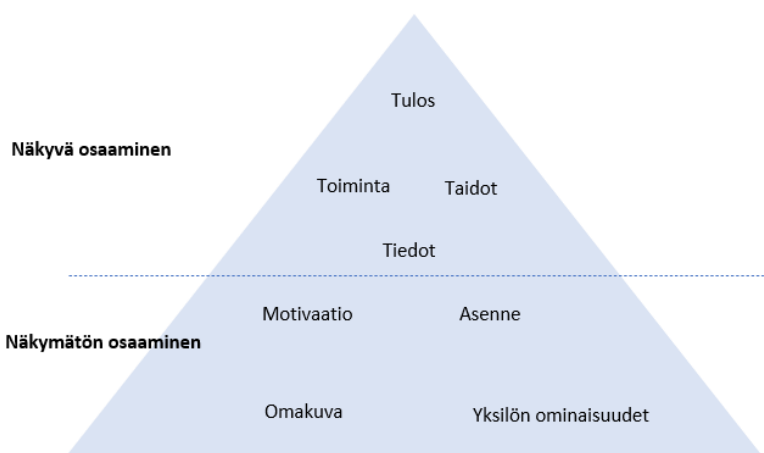 Tulos
Näkyvä osaaminen
Toiminta Taidot
Tiedot
Motivaatio Asenne
Näkymätön osaaminen
Omakuva Yksilön ominaisuudet